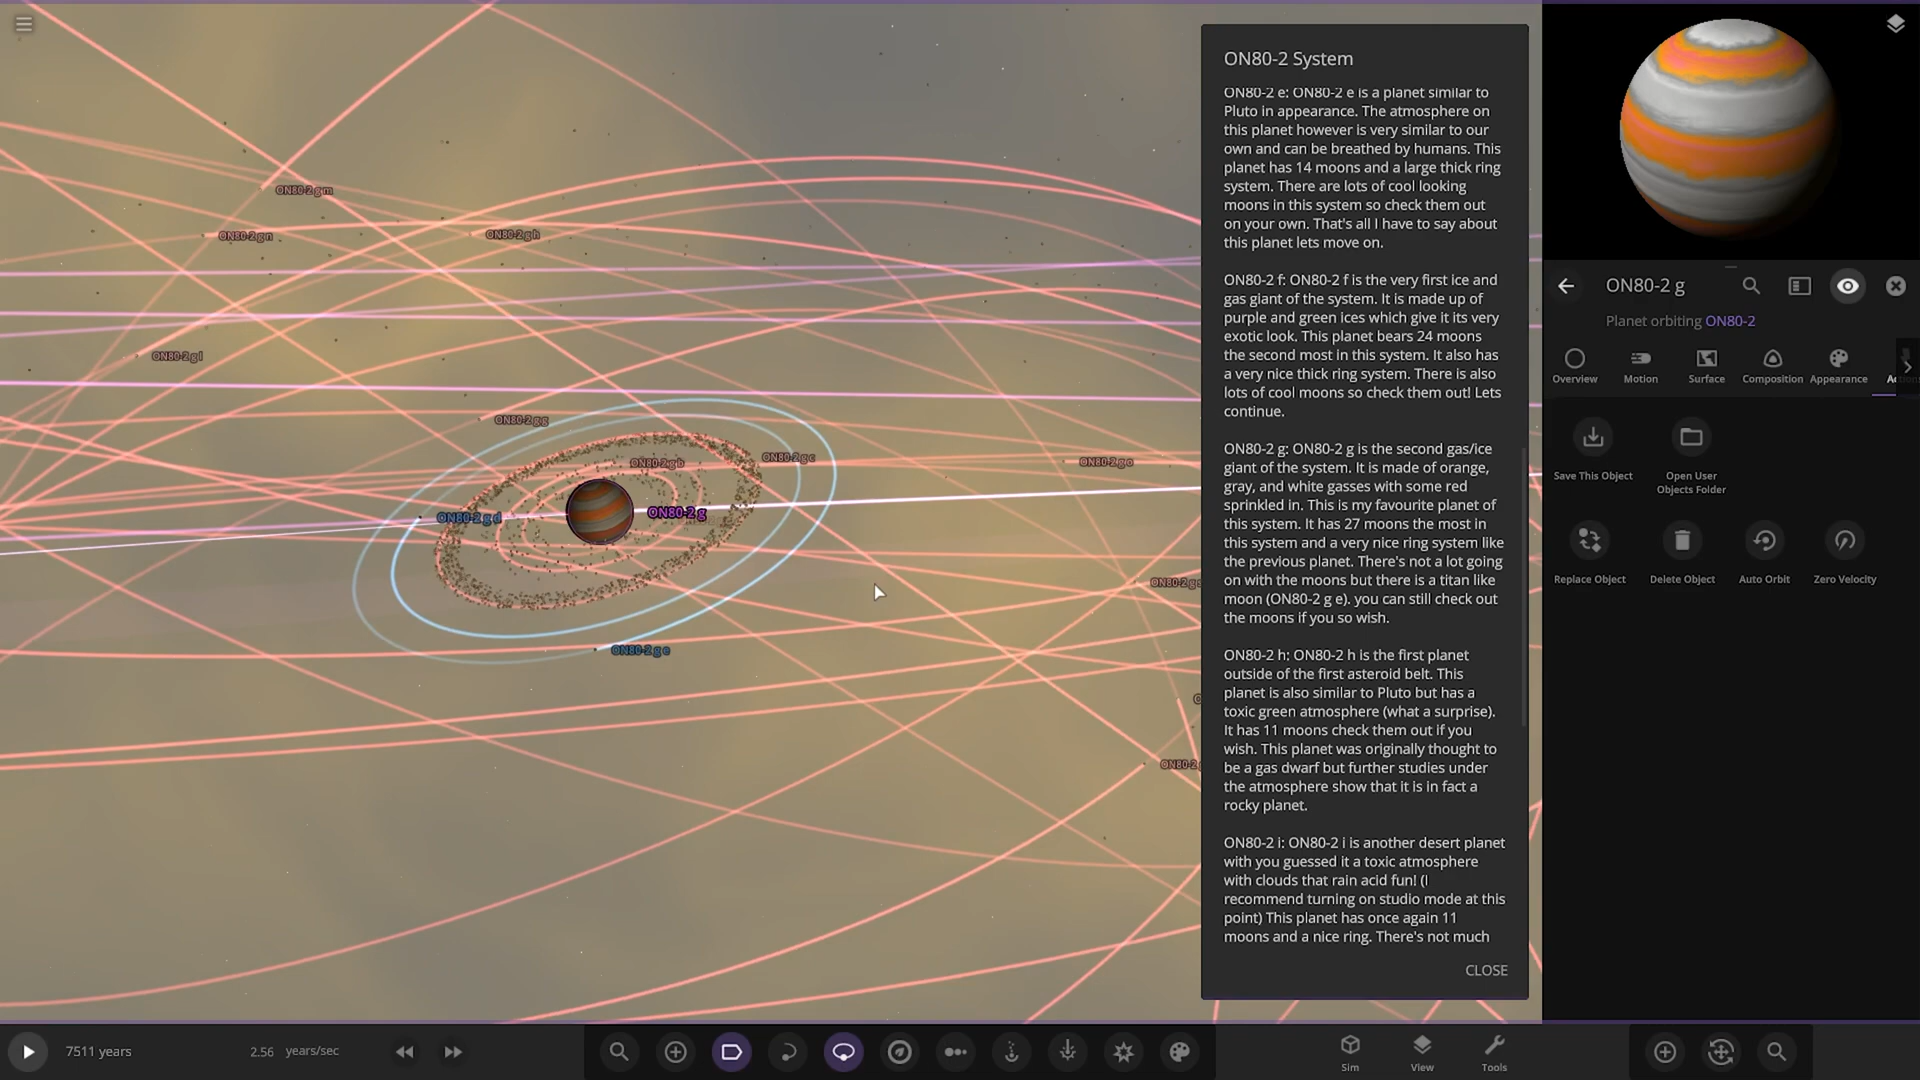 ON80-2 System
ON80-2 e: ON80-2 e is a planet similar to
Pluto in appearance. The atmosphere on
this planet however is very similar to our
own and can be breathed by humans. This
planet has 14 moons and a large thick ring
system. There are lots of cool looking
moons in this system so check them out
on your own. That's all I have to say about
this planet lets move on.
ON80-2 f: ON80-2 f is the very first ice and
gas giant of the system. It is made up of
purple and green ices which give it its very
exotic look. This planet bears 24 moons
the second most in this system. It also has
a very nice thick ring system. There is also
lots of cool moons so check them out! Lets
continue.
ON80-2 g: ON80-2 g is the second gas/ice
giant of the system. It is made of orange,
gray, and white gasses with some red
sprinkled in. This is my favourite planet of
this system. It has 27 moons the most in
this system and a very nice ring system like
the previous planet. There's not a lot going
on with the moons but there is a titan like
moon (ON80-2 g e). you can still check out
the moons if you so wish.
ON80-2 h: ON80-2 h is the first planet
outside of the first asteroid belt. This
planet is also similar to Pluto but has a
toxic green atmosphere (what a surprise).
It has 11 moons check them out if you
wish. This planet was originally thought to
be a gas dwarf but further studies under
the atmosphere show that it is in fact a
rocky planet.
ON80-2 i: ON80-2 i is another desert planet
with you guessed it a toxic atmosphere
with clouds that rain acid fun! (I
recommend turning on studio mode at this
point) This planet has once again 11
moons and a nice ring. There's not much
CLOSE
ON80-2 g m
ON80-2 g n
ON80-2 g h
ON80-2 g l
ON80-2 g g
ON80-2 g b
ON80-2 g c
ON80-2 g o
ON80-2 g d
ON80-2 g
ON80-2 g e
ON80-2
ON80-2 g
Planet orbiting ON80-2
Overview
Motion
Surface
Composition
Appearance
Save This Object
Open User
Objects Folder
Replace Object
Delete Object
Auto Orbit
Zero Velocity
7511 years
2.56 years/sec
Sim
View
Tools